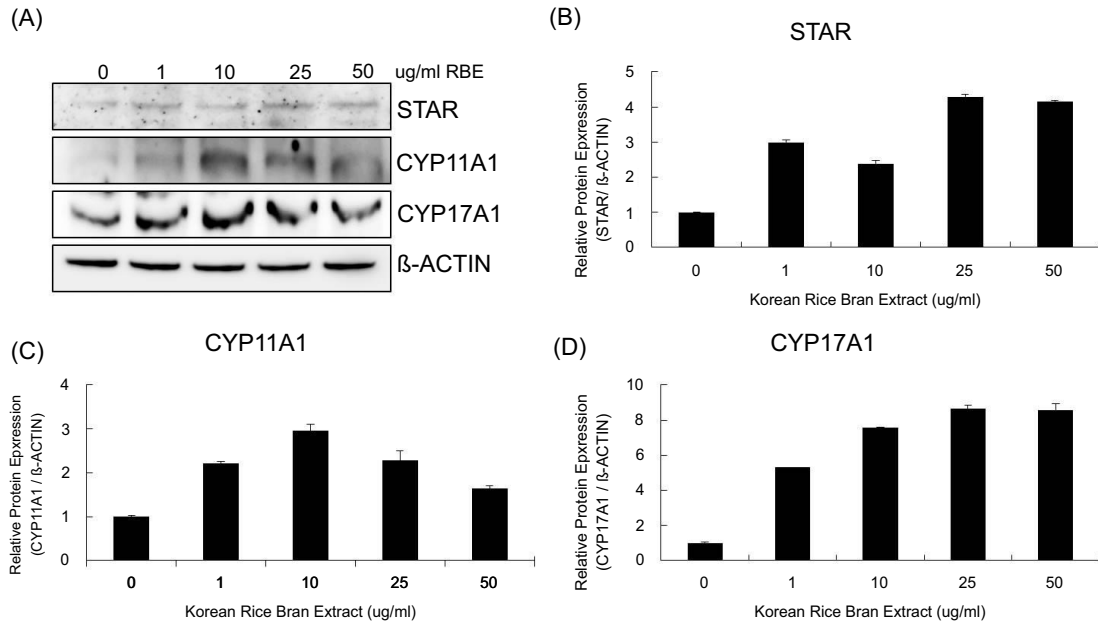 (A)
0 1 10 25 50 ug/ml RBE
STAR
CYP11A1
CYP17A1
ß-ACTIN
(B)
STAR
Relative Protein Epxression
(STAR/ ß-ACTIN)
5
4
3
2
1
0
0 1 10 25 50
Korean Rice Bran Extract (ug/ml)
(C)
CYP11A1
Relative Protein Epxression
(CYP11A1 / ß-ACTIN)
4
3
2
1
0
0 1 10 25 50
Korean Rice Bran Extract (ug/ml)
(D)
CYP17A1
Relative Protein Epxression
(CYP17A1 / ß-ACTIN)
10
8
6
4
2
0
0 1 10 25 50
Korean Rice Bran Extract (ug/ml)